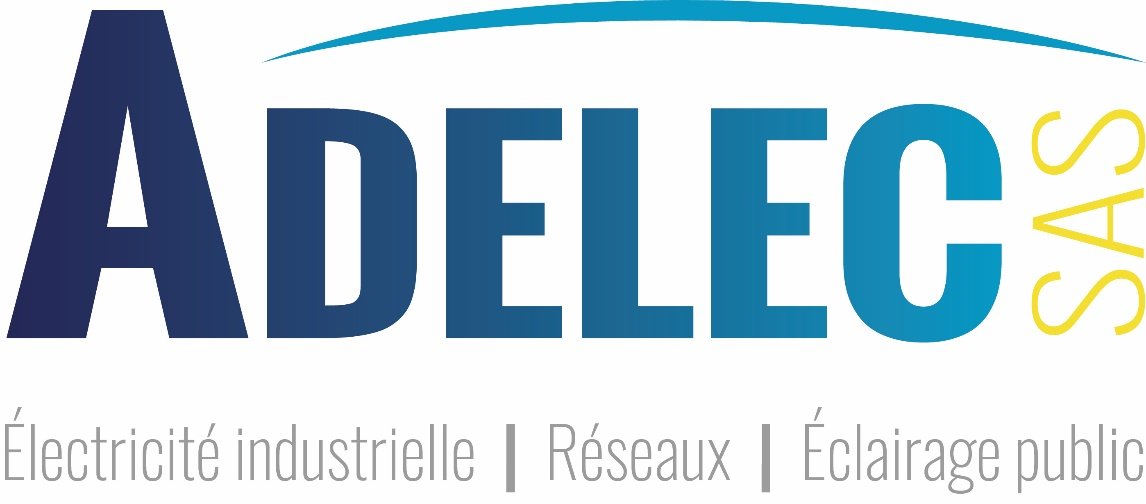 ADELEC SAS
Électricité industrielle | Réseaux | Éclairage public